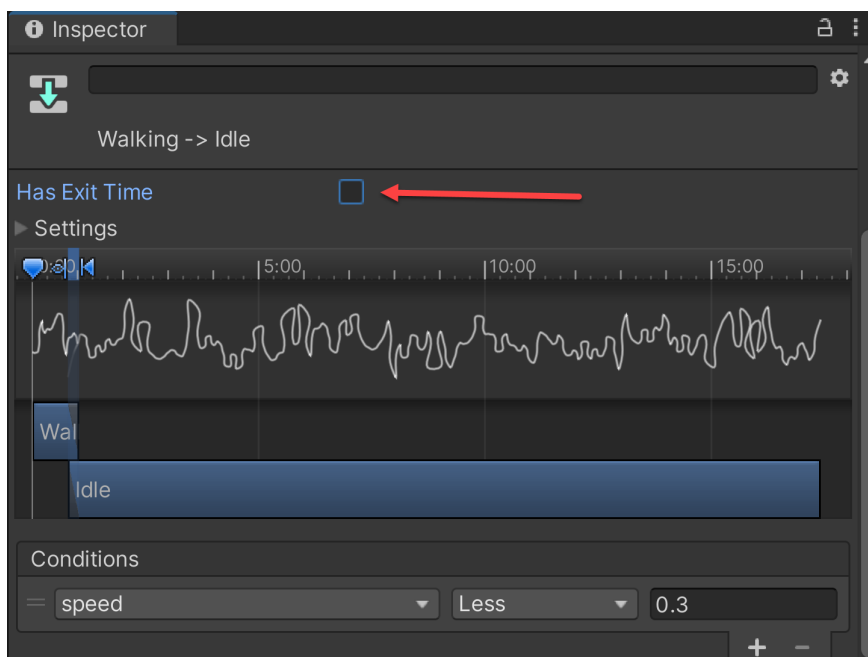 Inspector
Walking -> Idle
Has Exit Time
Settings
5:00 10:00 15:00
Wal
Idle
Conditions
speed Less 0.3